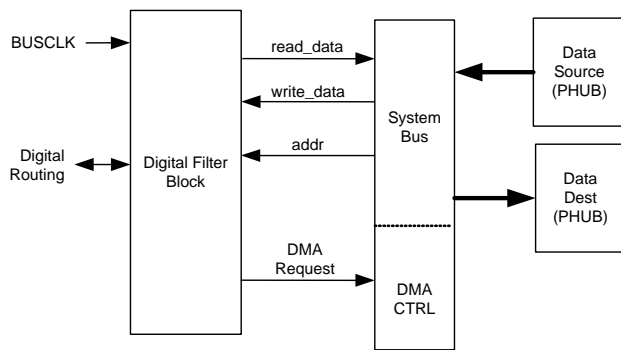 BUSCLK
Digital
Routing
Digital Filter
Block
read_data
write_data
addr
DMA
Request
System
Bus
DMA
CTRL
Data
Source
(PHUB)
Data
Dest
(PHUB)